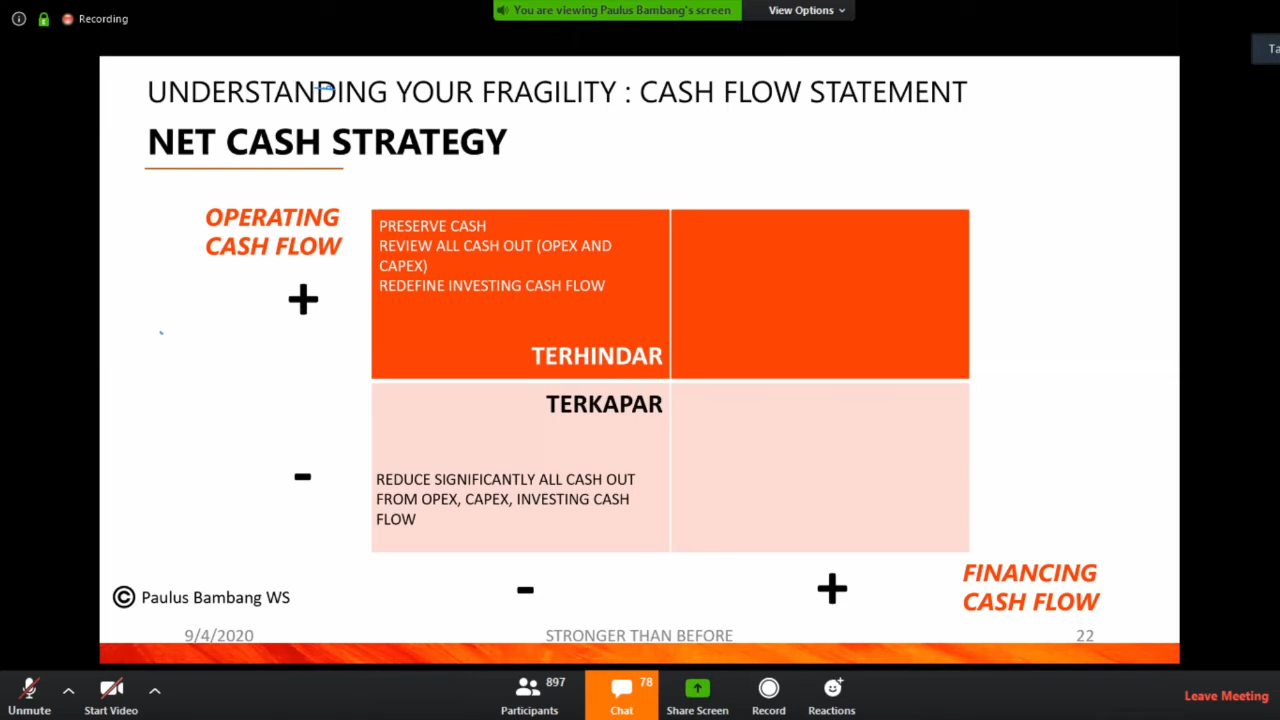 Recording
You are viewing Paulus Bambang's screen
View Options
UNDERSTANDING YOUR FRAGILITY : CASH FLOW STATEMENT
NET CASH STRATEGY
OPERATING
CASH FLOW
+
-
PRESERVE CASH
REVIEW ALL CASH OUT (OPEX AND
CAPEX)
REDEFINE INVESTING CASH FLOW
TERHINDAR
TERKAPAR
REDUCE SIGNIFICANTLY ALL CASH OUT
FROM OPEX, CAPEX, INVESTING CASH
FLOW
-
+
FINANCING
CASH FLOW
© Paulus Bambang WS
9/4/2020
STRONGER THAN BEFORE
22
Unmute
Start Video
897
Participants
78
Chat
Share Screen
Record
Reactions
Leave Meeting